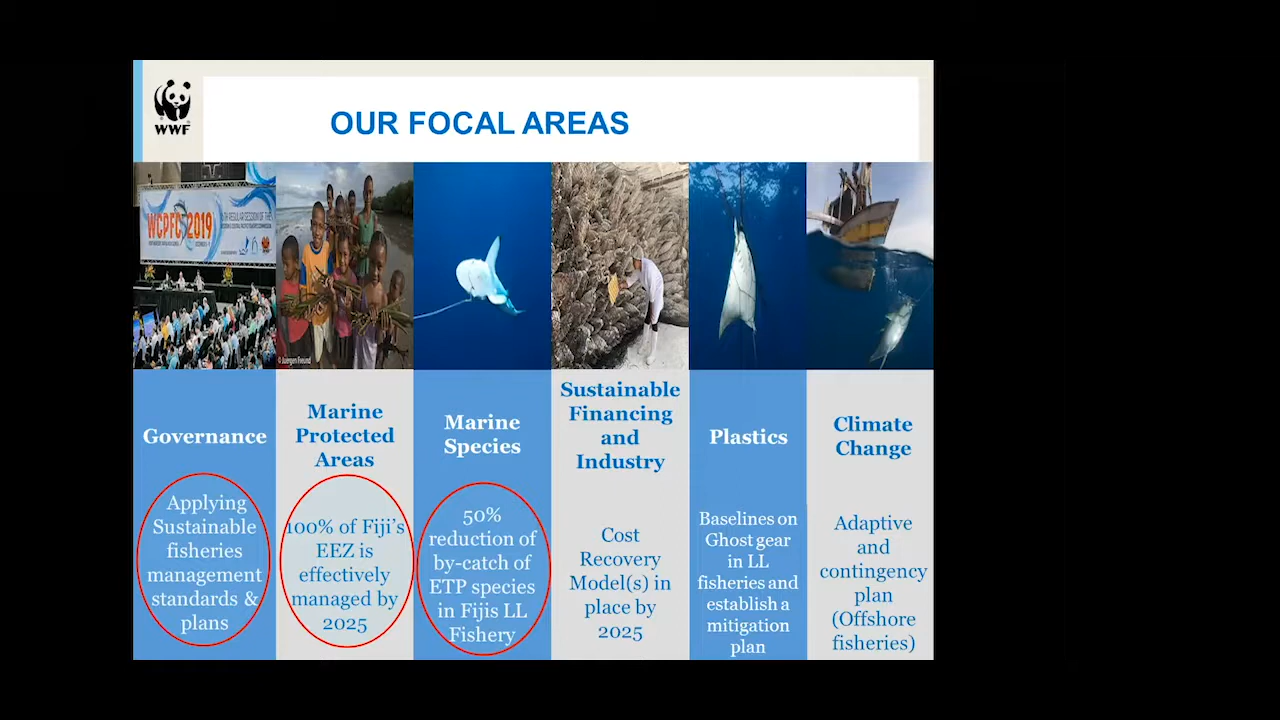 WWF
OUR FOCAL AREAS
WCPFC 2019
© Juergen Freund
Governance
Applying
Sustainable
fisheries
management
standards &
plans
Marine
Protected
Areas
100% of Fiji's
EEZ is
effectively
managed by
2025
Marine
Species
50%
reduction of
by-catch of
ETP species
in Fijis LL
Fishery
Sustainable
Financing
and
Industry
Cost
Recovery
Model(s) in
place by
2025
Plastics
Baselines on
Ghost gear
in LL
fisheries and
establish a
mitigation
plan
Climate
Change
Adaptive
and
contingency
plan
(Offshore
fisheries)